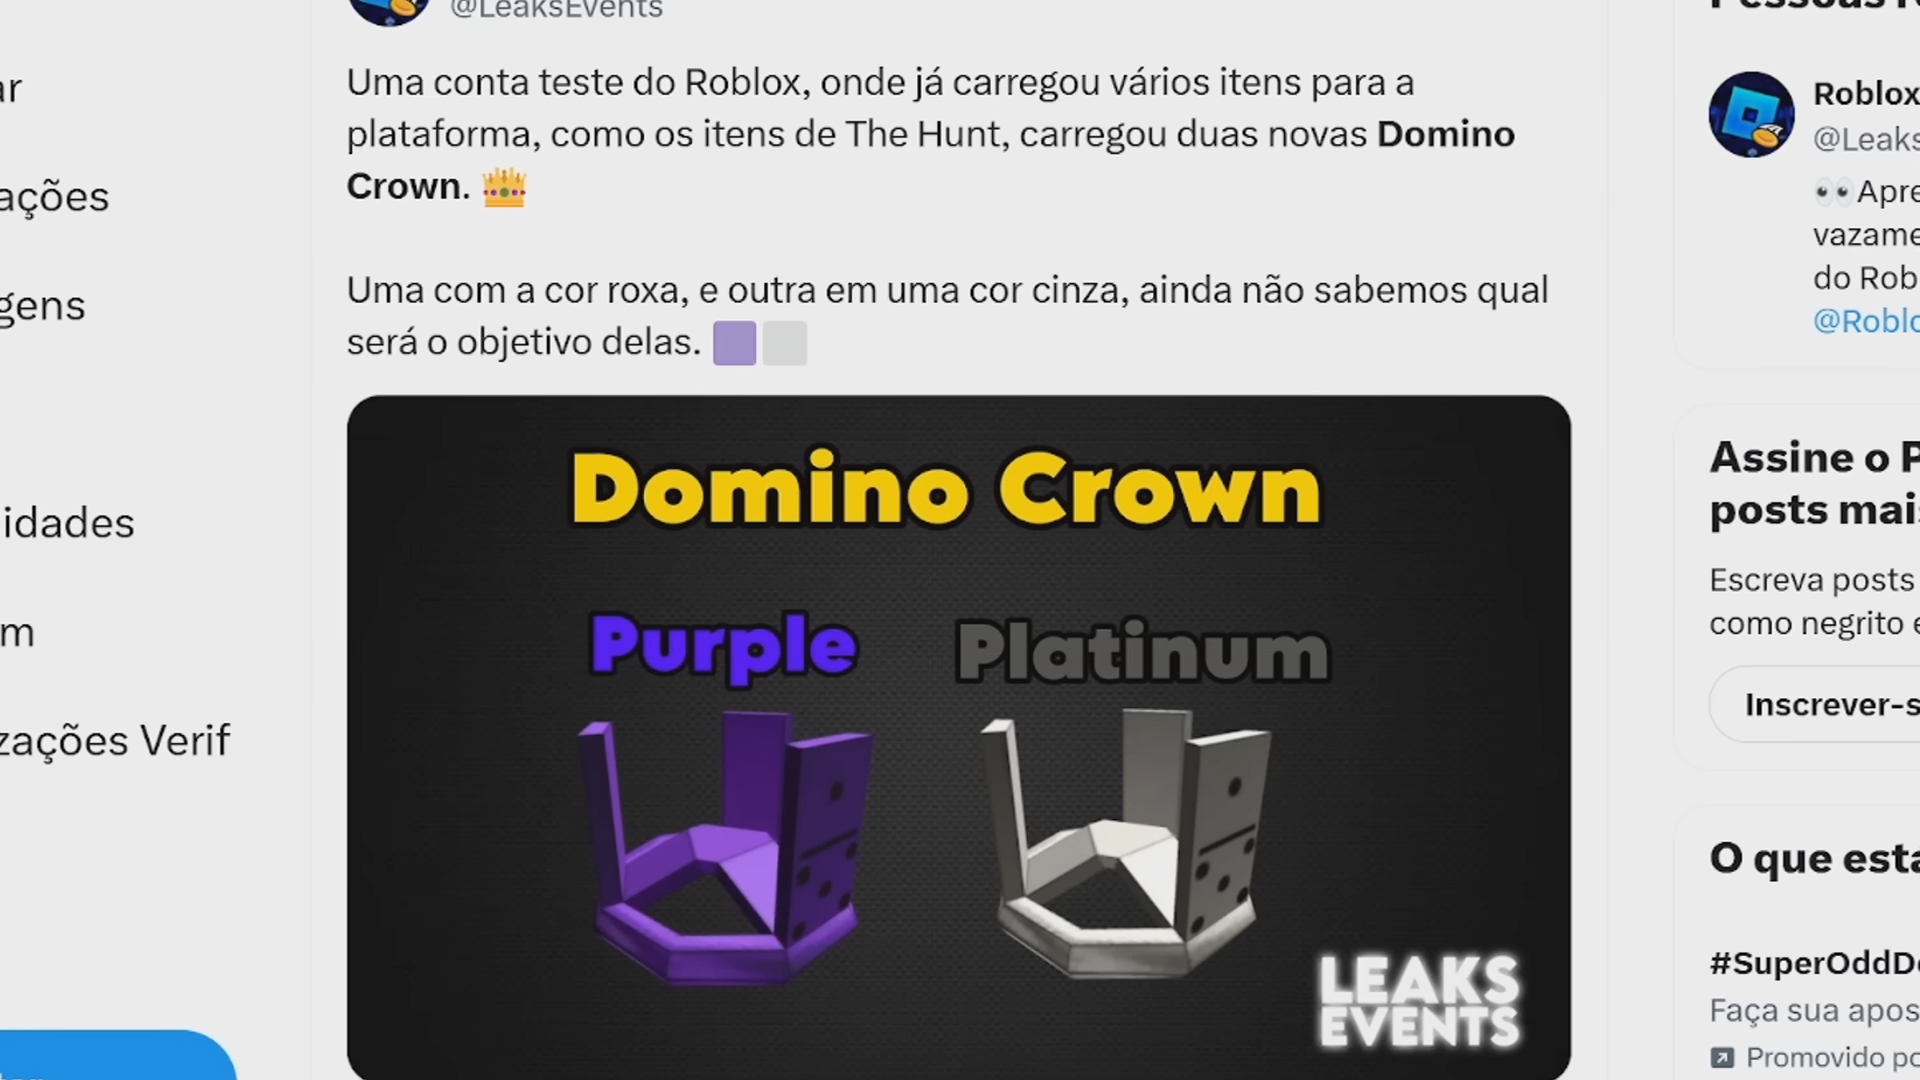 @LeaksEvents
Uma conta teste do Roblox, onde já carregou vários itens para a
plataforma, como os itens de The Hunt, carregou duas novas Domino
Crown.
Uma com a cor roxa, e outra em uma cor cinza, ainda não sabemos qual
será o objetivo delas.
Domino Crown
Purple
Platinum
LEAKS
EVENTS
ar
ações
gens
idades
m
zações Verif
Roblox
@Leaks
Apre
vazame
do Rob
@Roblo
Assine o P
posts mais
Escreva posts
como negrito e
Inscrever-s
O que esta
#SuperOddD
Faça sua apos
Promovido po